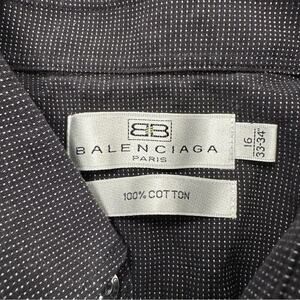 BB
BALENCIAGA
PARIS
16
33-34
100% COTTON